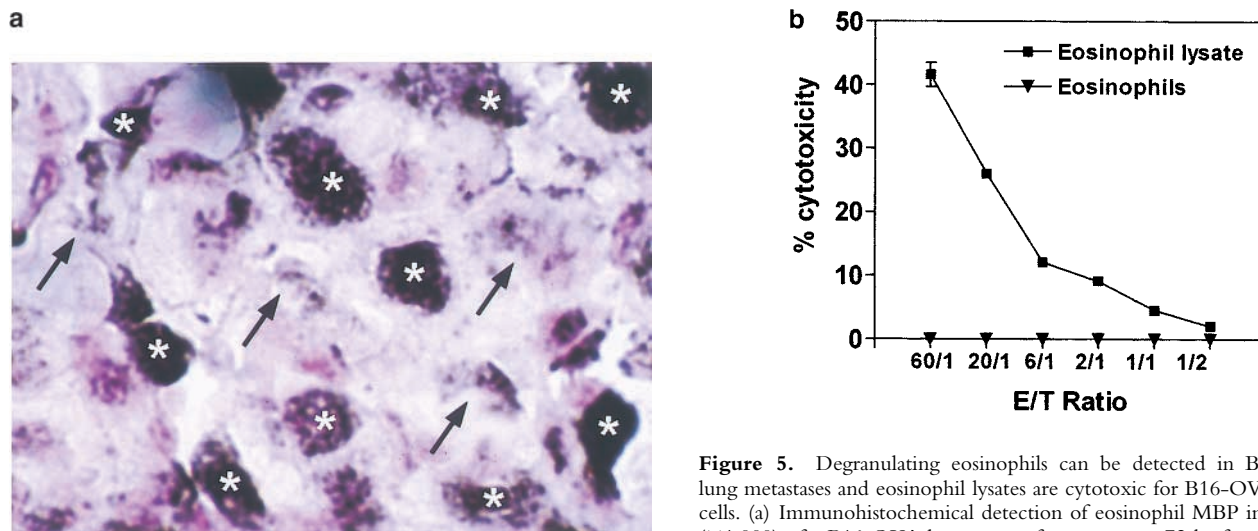 a
b
50
40
30
20
10
0
% cytotoxicity
Eosinophil lysate
Eosinophils
60/1 20/1 6/1 2/1 1/1 1/2
E/T Ratio
Figure 5. Degranulating eosinophils can be detected in B
lung metastases and eosinophil lysates are cytotoxic for B16-OV
cells. (a) Immunohistochemical detection of eosinophil MBP in